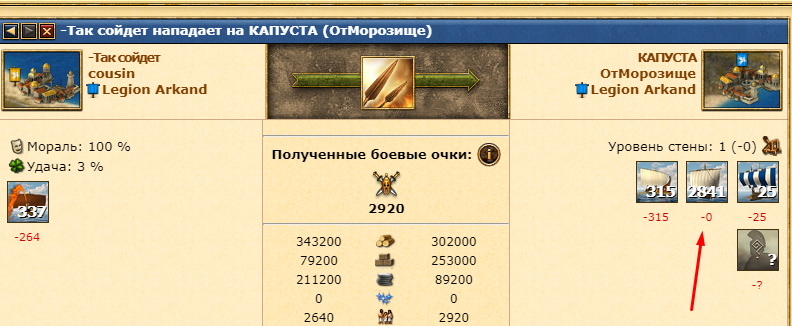 -Так сойдет нападает на КАПУСТА (ОтМорозище)
-Так сойдет
cousin
Legion Arkand
КАПУСТА
ОтМорозище
Legion Arkand
Мораль: 100 %
Удача: 3 %
337
-264
Полученные боевые очки:
2920
343200 302000
79200 253000
211200 89200
0 0
2640 2920
Уровень стены: 1 (-0)
315 2841 25
-315 -0 -25
?
-?